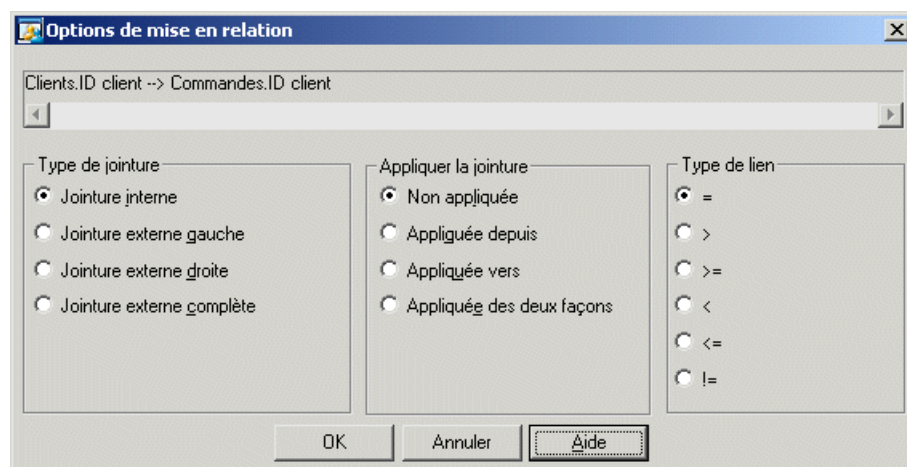 Options de mise en relation
Clients.ID client --> Commandes.ID client
Type de jointure
Jointure interne
Jointure externe gauche
Jointure externe droite
Jointure externe complète
Appliquer la jointure
Non appliquée
Appliquée depuis
Appliquée vers
Appliquée des deux façons
Type de lien
=
>
>=
<
<=
!=
OK
Annuler
Aide